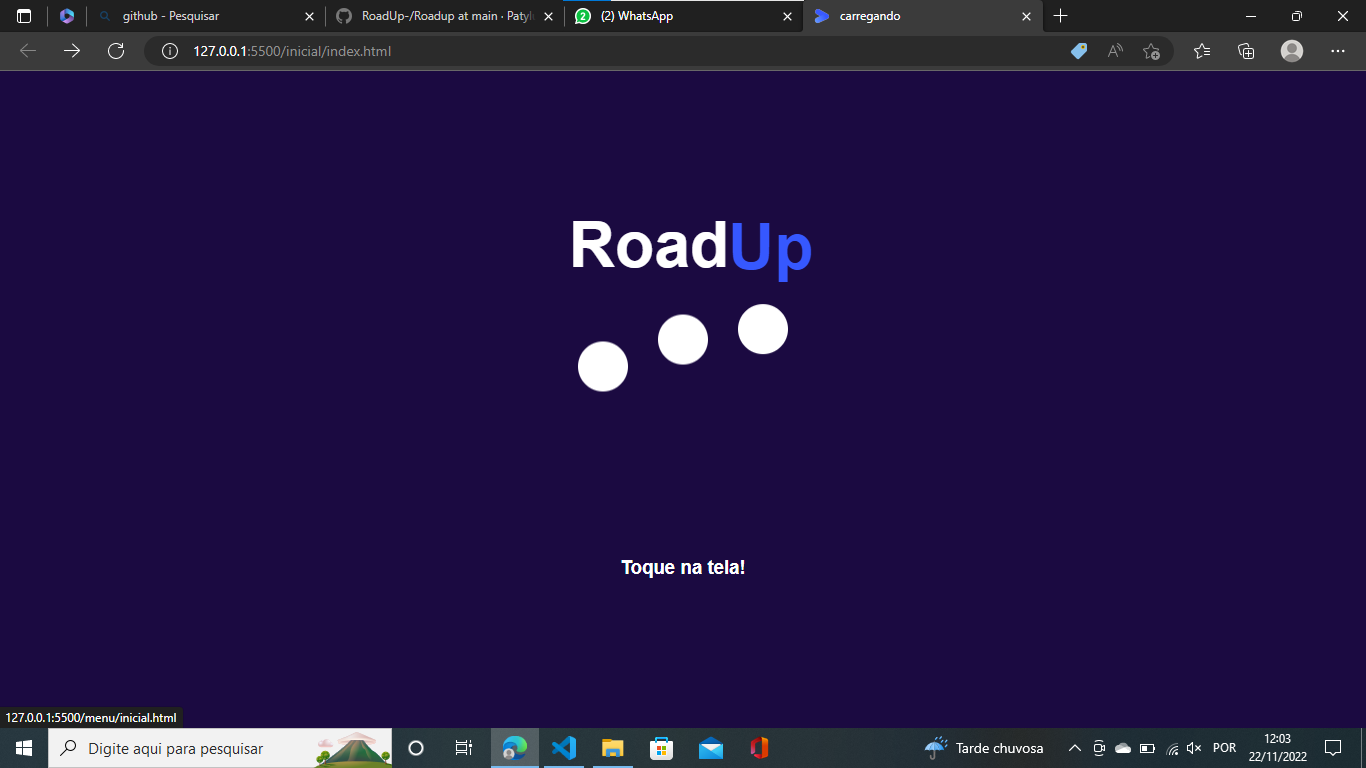 github - Pesquisar
RoadUp-/Roadup at main · Patyl
(2) WhatsApp
carregando
127.0.0.1:5500/inicial/index.html
RoadUp
Toque na tela!
127.0.0.1:5500/menu/inicial.html
Digite aqui para pesquisar
Tarde chuvosa
POR
12:03
22/11/2022